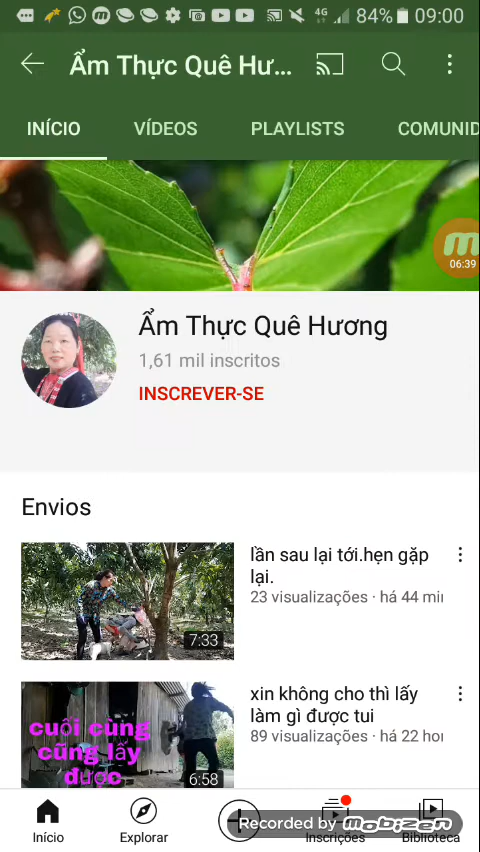 4G 84% 09:00
Ẩm Thực Quê Hư...
INÍCIO VÍDEOS PLAYLISTS COMUNID
06:39
Ẩm Thực Quê Hương
1,61 mil inscritos
INSCREVER-SE
Envios
lần sau lại tới.hẹn gặp
lại.
23 visualizações · há 44 min
7:33
xin không cho thì lấy
làm gì được tui
89 visualizações · há 22 hor
cuối cùng
cũng lấy
được
6:58
Recorded by mobizen
Início Explorar Inscrições Biblioteca